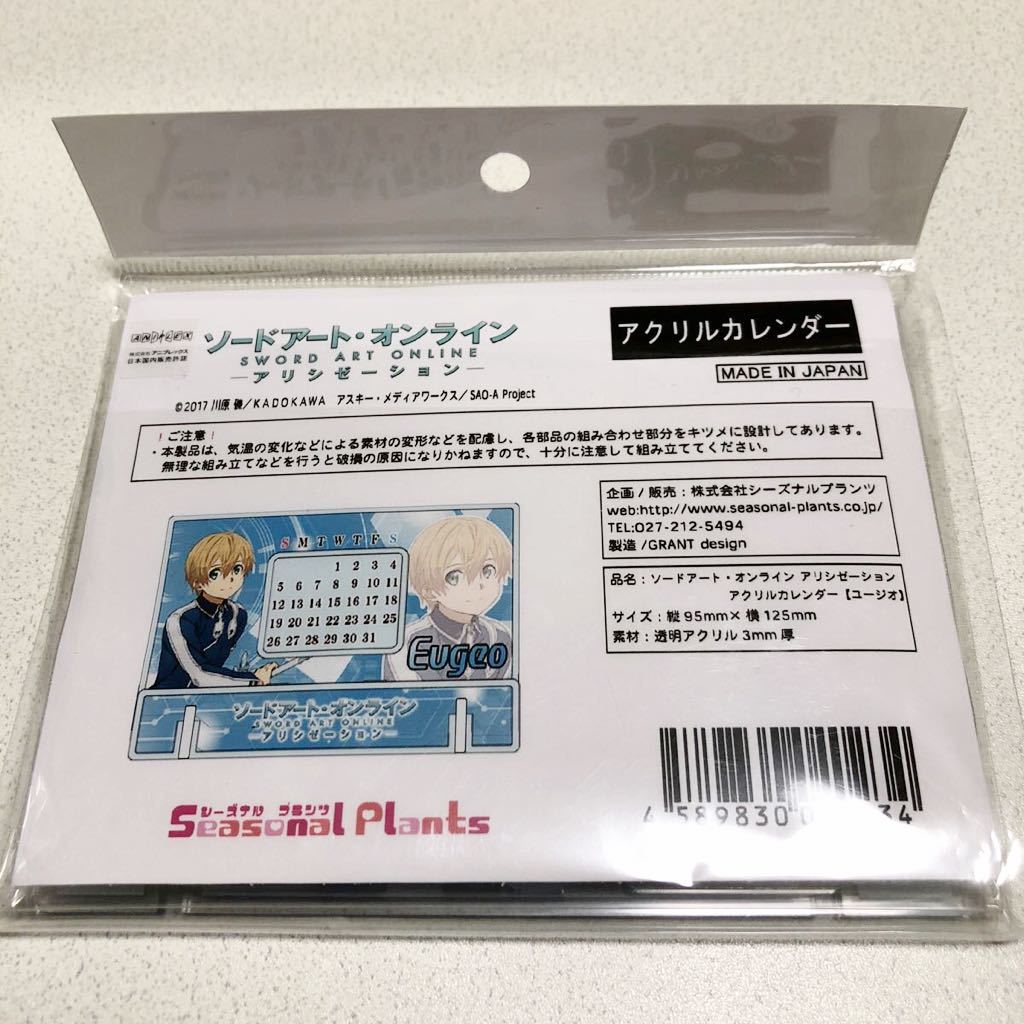 ANIPLEX
株式会社アニプレックス
日本国内販売許諾
ソードアート・オンライン
SWORD ART ONLINE
アリシゼーション
©2017 川原 礫/KADOKAWA アスキー・メディアワークス/SAO-A Project
アクリルカレンダー
MADE IN JAPAN
！ご注意！
・本製品は、気温の変化などによる素材の変形などを配慮し、各部品の組み合わせ部分をキツメに設計してあります。
無理な組み立てなどを行うと破損の原因になりかねますので、十分に注意して組み立ててください。
企画 / 販売：株式会社シーズナルプランツ
web:http://www.seasonal-plants.co.jp/
TEL:027-212-5494
製造 /GRANT design
品名：ソードアート・オンライン アリシゼーション
アクリルカレンダー【ユージオ】
サイズ：縦 95mm× 横 125mm
素材：透明アクリル 3mm 厚
S M T W T F S
1 2 3 4
5 6 7 8 9 10 11
12 13 14 15 16 17 18
19 20 21 22 23 24 25
26 27 28 29 30 31
Eugeo
ソードアート・オンライン
SWORD ART ONLINE
アリシゼーション
シーズナル プランツ
Seasonal Plants
4 589830 0 34